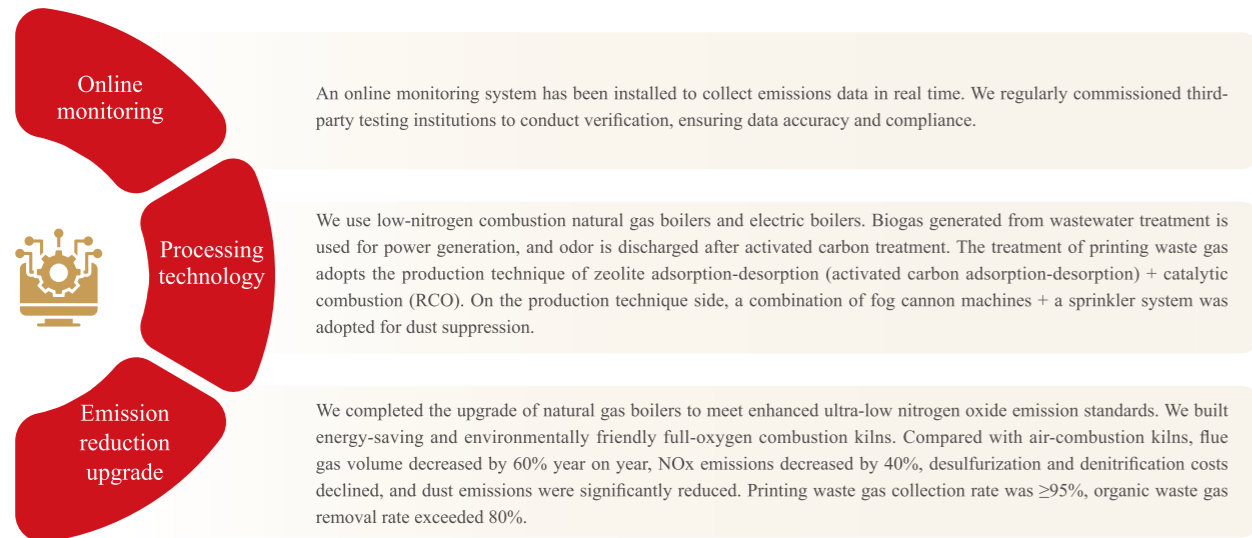 Online
monitoring
An online monitoring system has been installed to collect emissions data in real time. We regularly commissioned third-
party testing institutions to conduct verification, ensuring data accuracy and compliance.
Processing
technology
We use low-nitrogen combustion natural gas boilers and electric boilers. Biogas generated from wastewater treatment is
used for power generation, and odor is discharged after activated carbon treatment. The treatment of printing waste gas
adopts the production technique of zeolite adsorption-desorption (activated carbon adsorption-desorption) + catalytic
combustion (RCO). On the production technique side, a combination of fog cannon machines + a sprinkler system was
adopted for dust suppression.
Emission
reduction
upgrade
We completed the upgrade of natural gas boilers to meet enhanced ultra-low nitrogen oxide emission standards. We built
energy-saving and environmentally friendly full-oxygen combustion kilns. Compared with air-combustion kilns, flue
gas volume decreased by 60% year on year, NOx emissions decreased by 40%, desulfurization and denitrification costs
declined, and dust emissions were significantly reduced. Printing waste gas collection rate was ≥95%, organic waste gas
removal rate exceeded 80%.